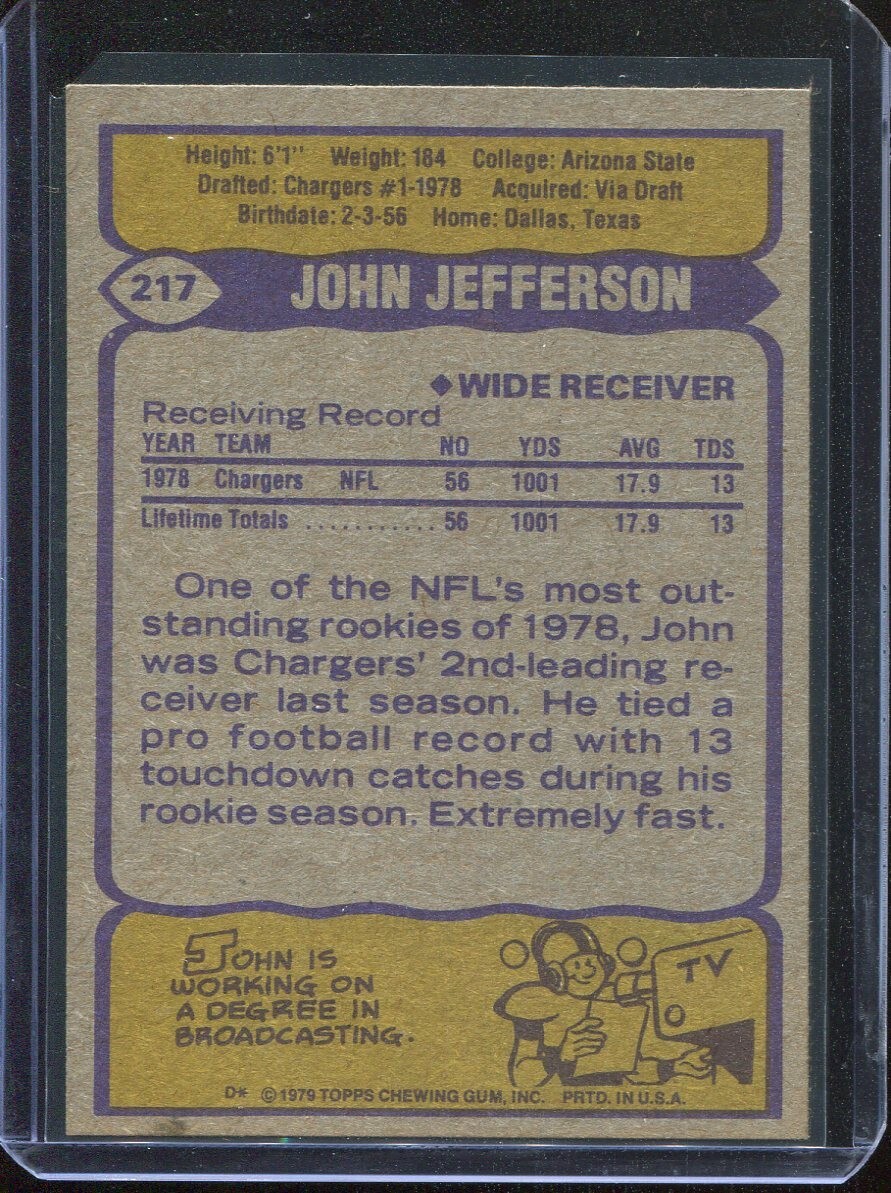 Height: 6'1" Weight: 184 College: Arizona State
Drafted: Chargers #1-1978 Acquired: Via Draft
Birthdate: 2-3-56 Home: Dallas, Texas
217 JOHN JEFFERSON
◆WIDE RECEIVER
Receiving Record
YEAR TEAM NO YDS AVG TDS
1978 Chargers NFL 56 1001 17.9 13
Lifetime Totals ........... 56 1001 17.9 13
One of the NFL's most out-
standing rookies of 1978, John
was Chargers' 2nd-leading re-
ceiver last season. He tied a
pro football record with 13
touchdown catches during his
rookie season. Extremely fast.
JOHN IS
WORKING ON
A DEGREE IN
BROADCASTING.
TV
D* © 1979 TOPPS CHEWING GUM, INC. PRTD. IN U.S.A.